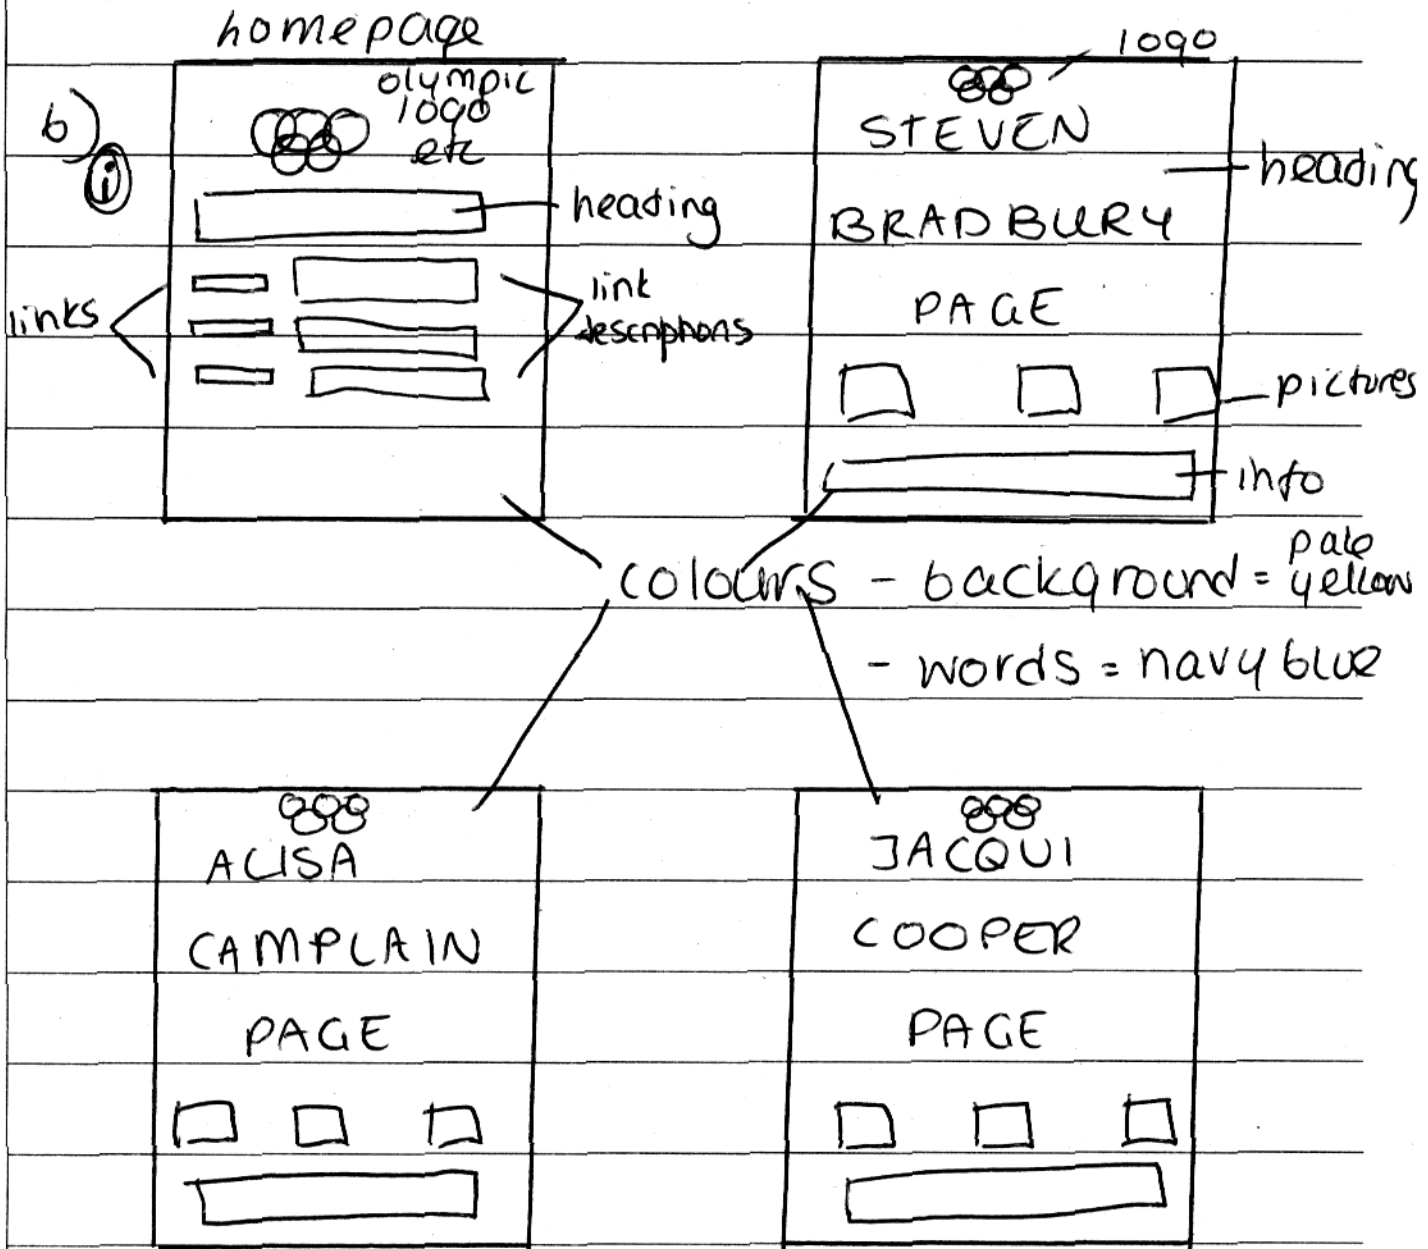 homepage
b)
i
olympic
logo
etc
heading
links
link
descriptions
logo
STEVEN
BRADBURY
PAGE
heading
pictures
info
colours - background = pale yellow
- words = navy blue
ALISA
CAMPLAIN
PAGE
JACQUI
COOPER
PAGE